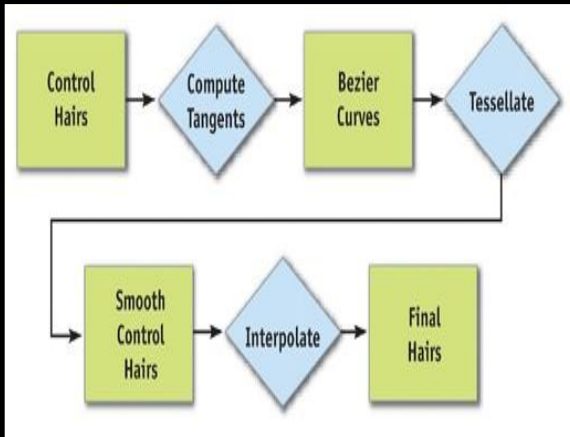 Control
Hairs
Compute
Tangents
Bezier
Curves
Tessellate
Smooth
Control
Hairs
Interpolate
Final
Hairs